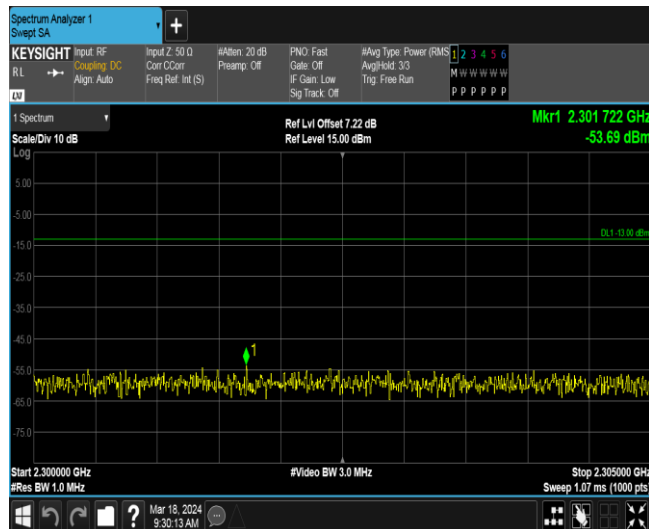 Spectrum Analyzer 1
Swept SA
+
KEYSIGHT
RL
LXI
Input: RF
Coupling: DC
Align: Auto
Input Z: 50 Ω
Corr CCorr
Freq Ref: Int (S)
#Atten: 20 dB
Preamp: Off
PNO: Fast
Gate: Off
IF Gain: Low
Sig Track: Off
#Avg Type: Power (RMS
Avg|Hold: 3/3
Trig: Free Run
1 2 3 4 5 6
M W W W W W
P P P P P P
1 Spectrum
Scale/Div 10 dB
Log
Ref Lvl Offset 7.22 dB
Ref Level 15.00 dBm
Mkr1 2.301 722 GHz
-53.69 dBm
5.00
-5.00
DL1 -13.00 dBm
-15.0
-25.0
-35.0
-45.0
1
-55.0
-65.0
-75.0
Start 2.300000 GHz
#Video BW 3.0 MHz
Stop 2.305000 GHz
#Res BW 1.0 MHz
Sweep 1.07 ms (1000 pts)
?
Mar 18, 2024
9:30:13 AM